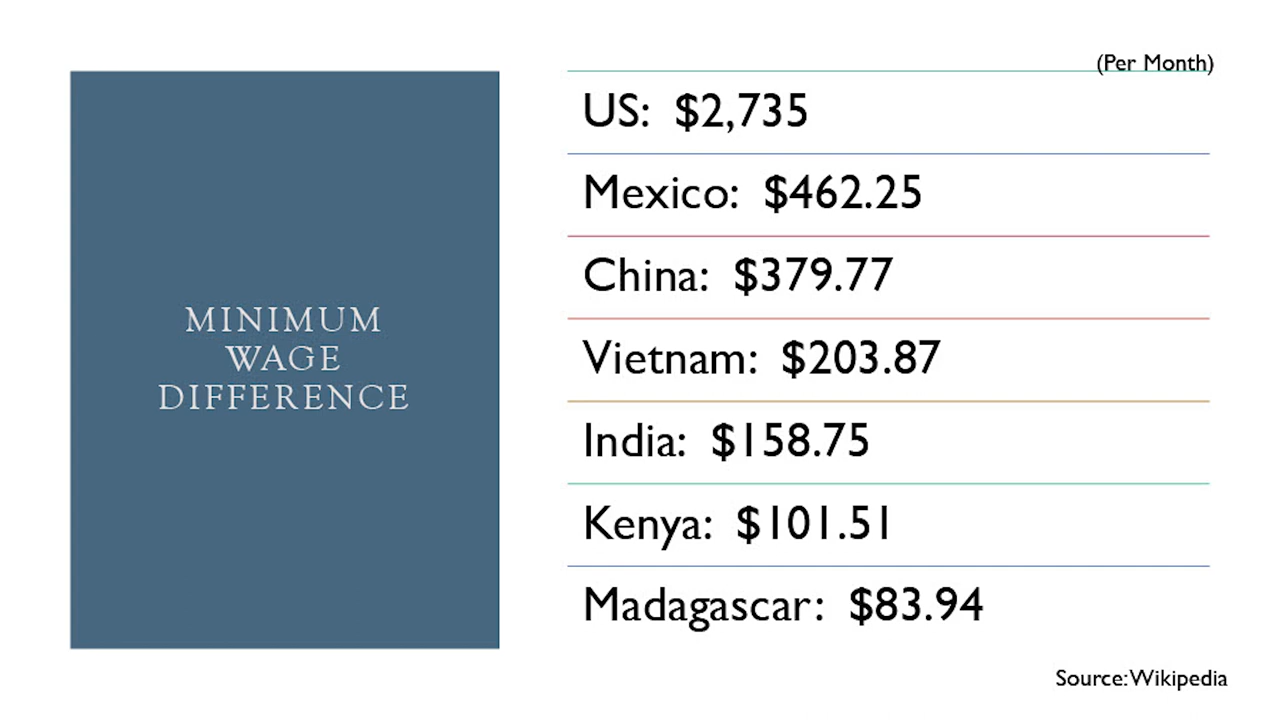 (Per Month)
MINIMUM
WAGE
DIFFERENCE
US: $2,735
Mexico: $462.25
China: $379.77
Vietnam: $203.87
India: $158.75
Kenya: $101.51
Madagascar: $83.94
Source:Wikipedia